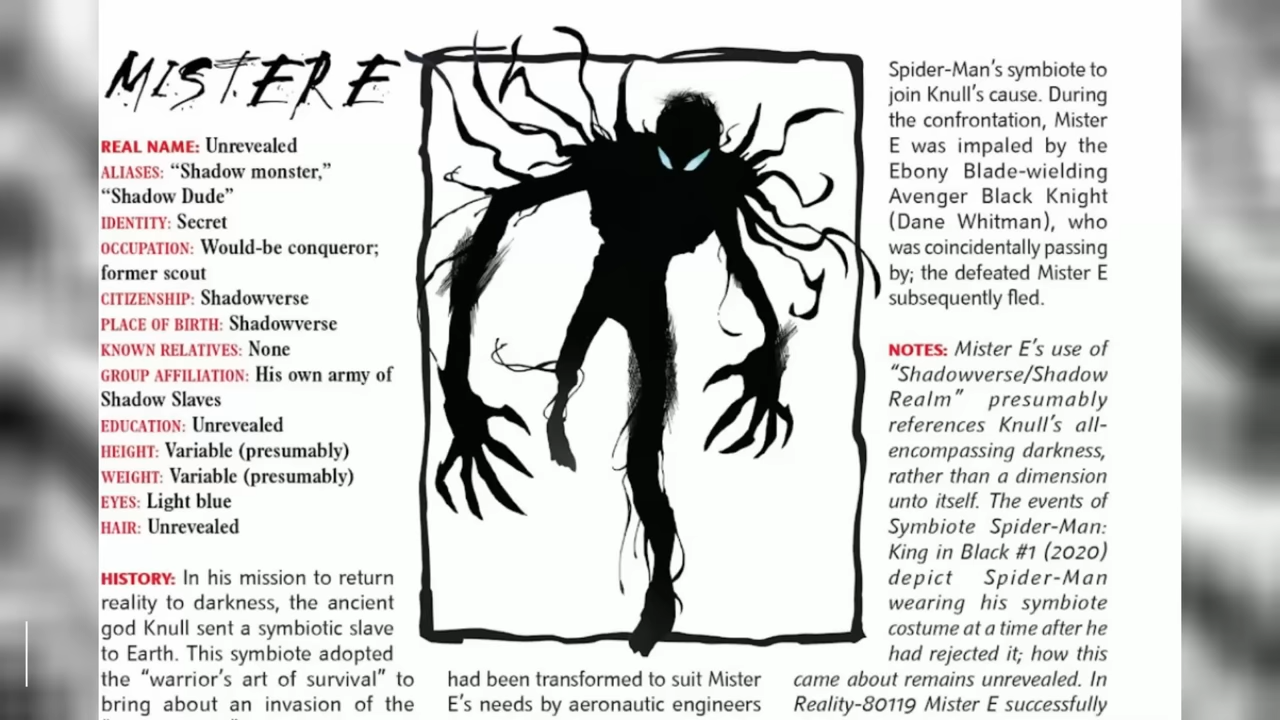 MISTER E
REAL NAME: Unrevealed
ALIASES: “Shadow monster,”
“Shadow Dude”
IDENTITY: Secret
OCCUPATION: Would-be conqueror;
former scout
CITIZENSHIP: Shadowverse
PLACE OF BIRTH: Shadowverse
KNOWN RELATIVES: None
GROUP AFFILIATION: His own army of
Shadow Slaves
EDUCATION: Unrevealed
HEIGHT: Variable (presumably)
WEIGHT: Variable (presumably)
EYES: Light blue
HAIR: Unrevealed
HISTORY: In his mission to return
reality to darkness, the ancient
god Knull sent a symbiotic slave
to Earth. This symbiote adopted
the “warrior’s art of survival” to
bring about an invasion of the
had been transformed to suit Mister
E’s needs by aeronautic engineers
Spider-Man’s symbiote to
join Knull’s cause. During
the confrontation, Mister
E was impaled by the
Ebony Blade-wielding
Avenger Black Knight
(Dane Whitman), who
was coincidentally passing
by; the defeated Mister E
subsequently fled.
NOTES: Mister E’s use of
“Shadowverse/Shadow
Realm” presumably
references Knull’s all-
encompassing darkness,
rather than a dimension
unto itself. The events of
Symbiote Spider-Man:
King in Black #1 (2020)
depict Spider-Man
wearing his symbiote
costume at a time after he
had rejected it; how this
came about remains unrevealed. In
Reality-80119 Mister E successfully